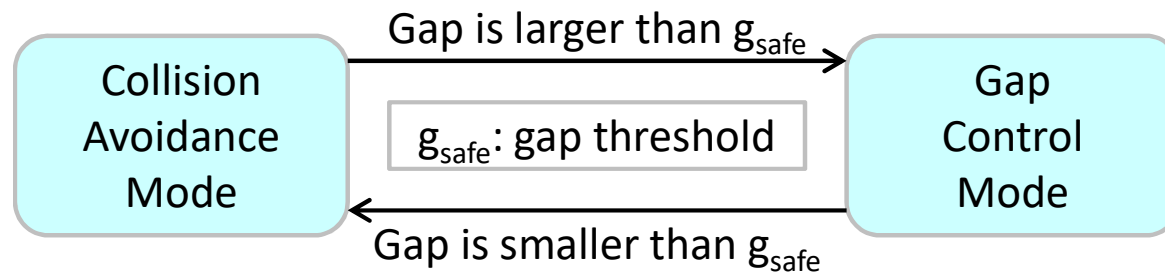 Gap is larger than gsafe
Collision
Avoidance
Mode
gsafe: gap threshold
Gap
Control
Mode
Gap is smaller than gsafe